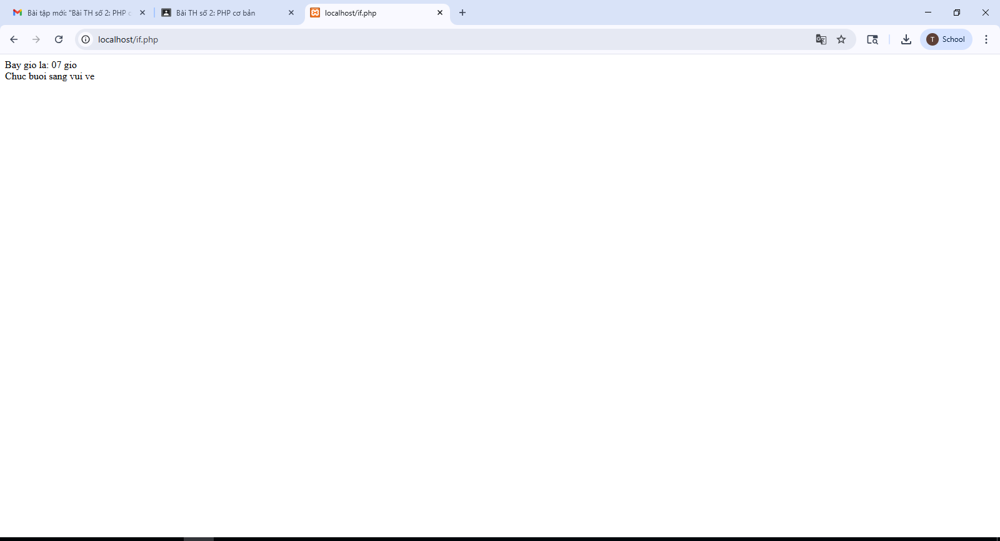 Bài tập mới: "Bài TH số 2: PHP c
Bài TH số 2: PHP cơ bản
localhost/if.php
localhost/if.php
T School
Bay gio la: 07 gio
Chuc buoi sang vui ve